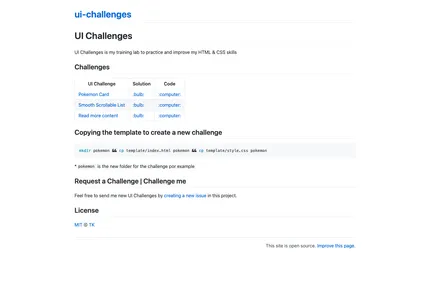 ui-challenges
UI Challenges
UI Challenges is my training lab to practice and improve my HTML & CSS skills
Challenges
UI Challenge Solution Code
Pokemon Card :bulb: :computer:
Smooth Scrollable List :bulb: :computer:
Read more content :bulb: :computer:
Copying the template to create a new challenge
mkdir pokemon && cp template/index.html pokemon && cp template/style.css pokemon
* pokemon is the new folder for the challenge por example
Request a Challenge | Challenge me
Feel free to send me new UI Challenges by creating a new issue in this project.
License
MIT © TK
This site is open source. Improve this page.